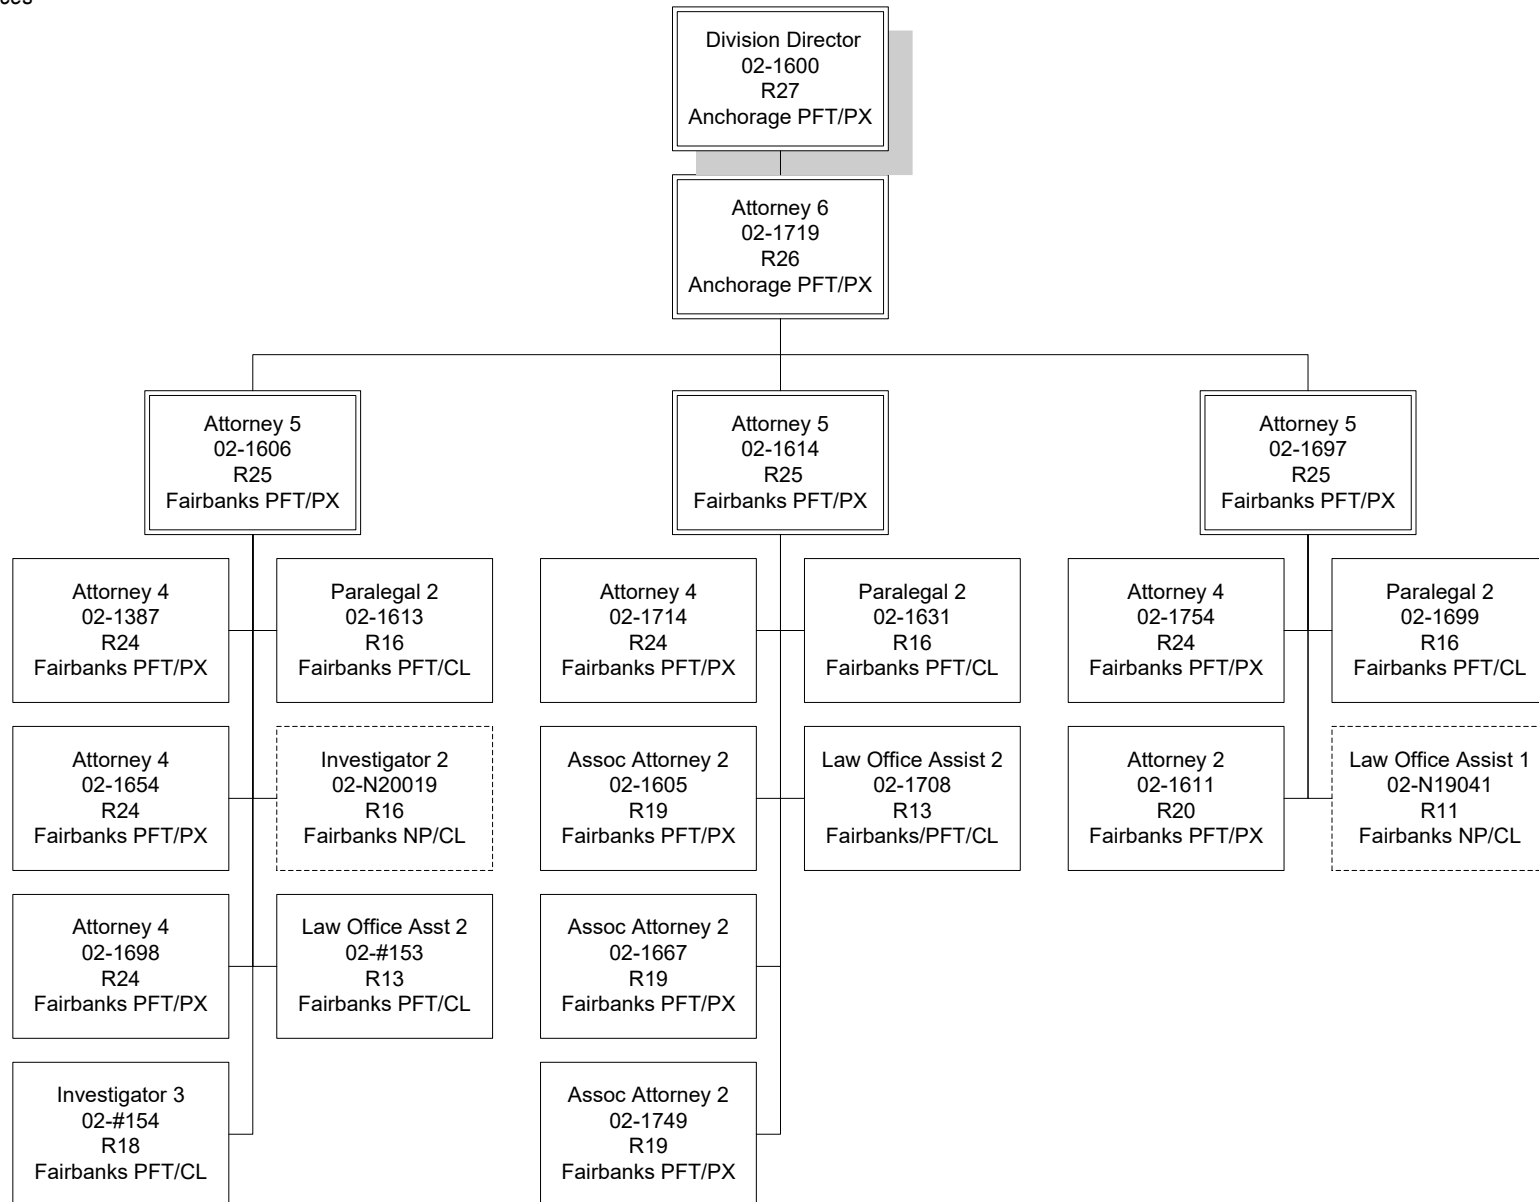 Division Director
02-1600
R27
Anchorage PFT/PX
Attorney 6
02-1719
R26
Anchorage PFT/PX
Attorney 5
02-1606
R25
Fairbanks PFT/PX
Attorney 5
02-1614
R25
Fairbanks PFT/PX
Attorney 5
02-1697
R25
Fairbanks PFT/PX
Attorney 4
02-1387
R24
Fairbanks PFT/PX
Paralegal 2
02-1613
R16
Fairbanks PFT/CL
Attorney 4
02-1714
R24
Fairbanks PFT/PX
Paralegal 2
02-1631
R16
Fairbanks PFT/CL
Attorney 4
02-1754
R24
Fairbanks PFT/PX
Paralegal 2
02-1699
R16
Fairbanks PFT/CL
Attorney 4
02-1654
R24
Fairbanks PFT/PX
Investigator 2
02-N20019
R16
Fairbanks NP/CL
Assoc Attorney 2
02-1605
R19
Fairbanks PFT/PX
Law Office Assist 2
02-1708
R13
Fairbanks/PFT/CL
Attorney 2
02-1611
R20
Fairbanks PFT/PX
Law Office Assist 1
02-N19041
R11
Fairbanks NP/CL
Attorney 4
02-1698
R24
Fairbanks PFT/PX
Law Office Asst 2
02-#153
R13
Fairbanks PFT/CL
Assoc Attorney 2
02-1667
R19
Fairbanks PFT/PX
Investigator 3
02-#154
R18
Fairbanks PFT/CL
Assoc Attorney 2
02-1749
R19
Fairbanks PFT/PX